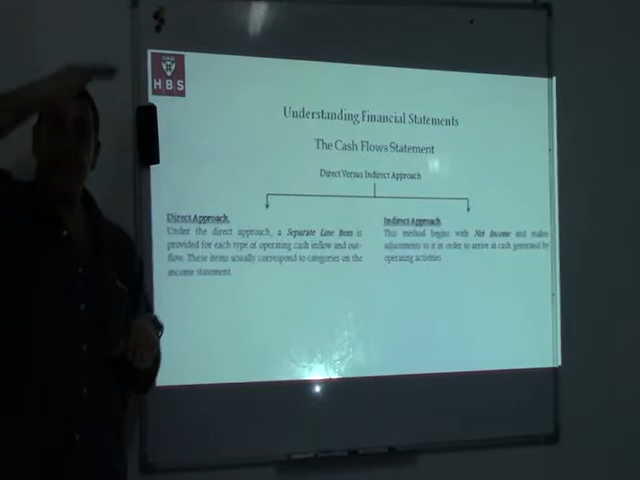 HBS
Understanding Financial Statements
The Cash Flows Statement
Direct Versus Indirect Approach
Direct Approach.
Under the direct approach, a Separate Line Item is
provided for each type of operating cash inflow and out-
flow. These items usually correspond to categories on the
income statement.
Indirect Approach.
This method begins with Net Income and makes
adjustments to it in order to arrive at cash generated by
operating activities